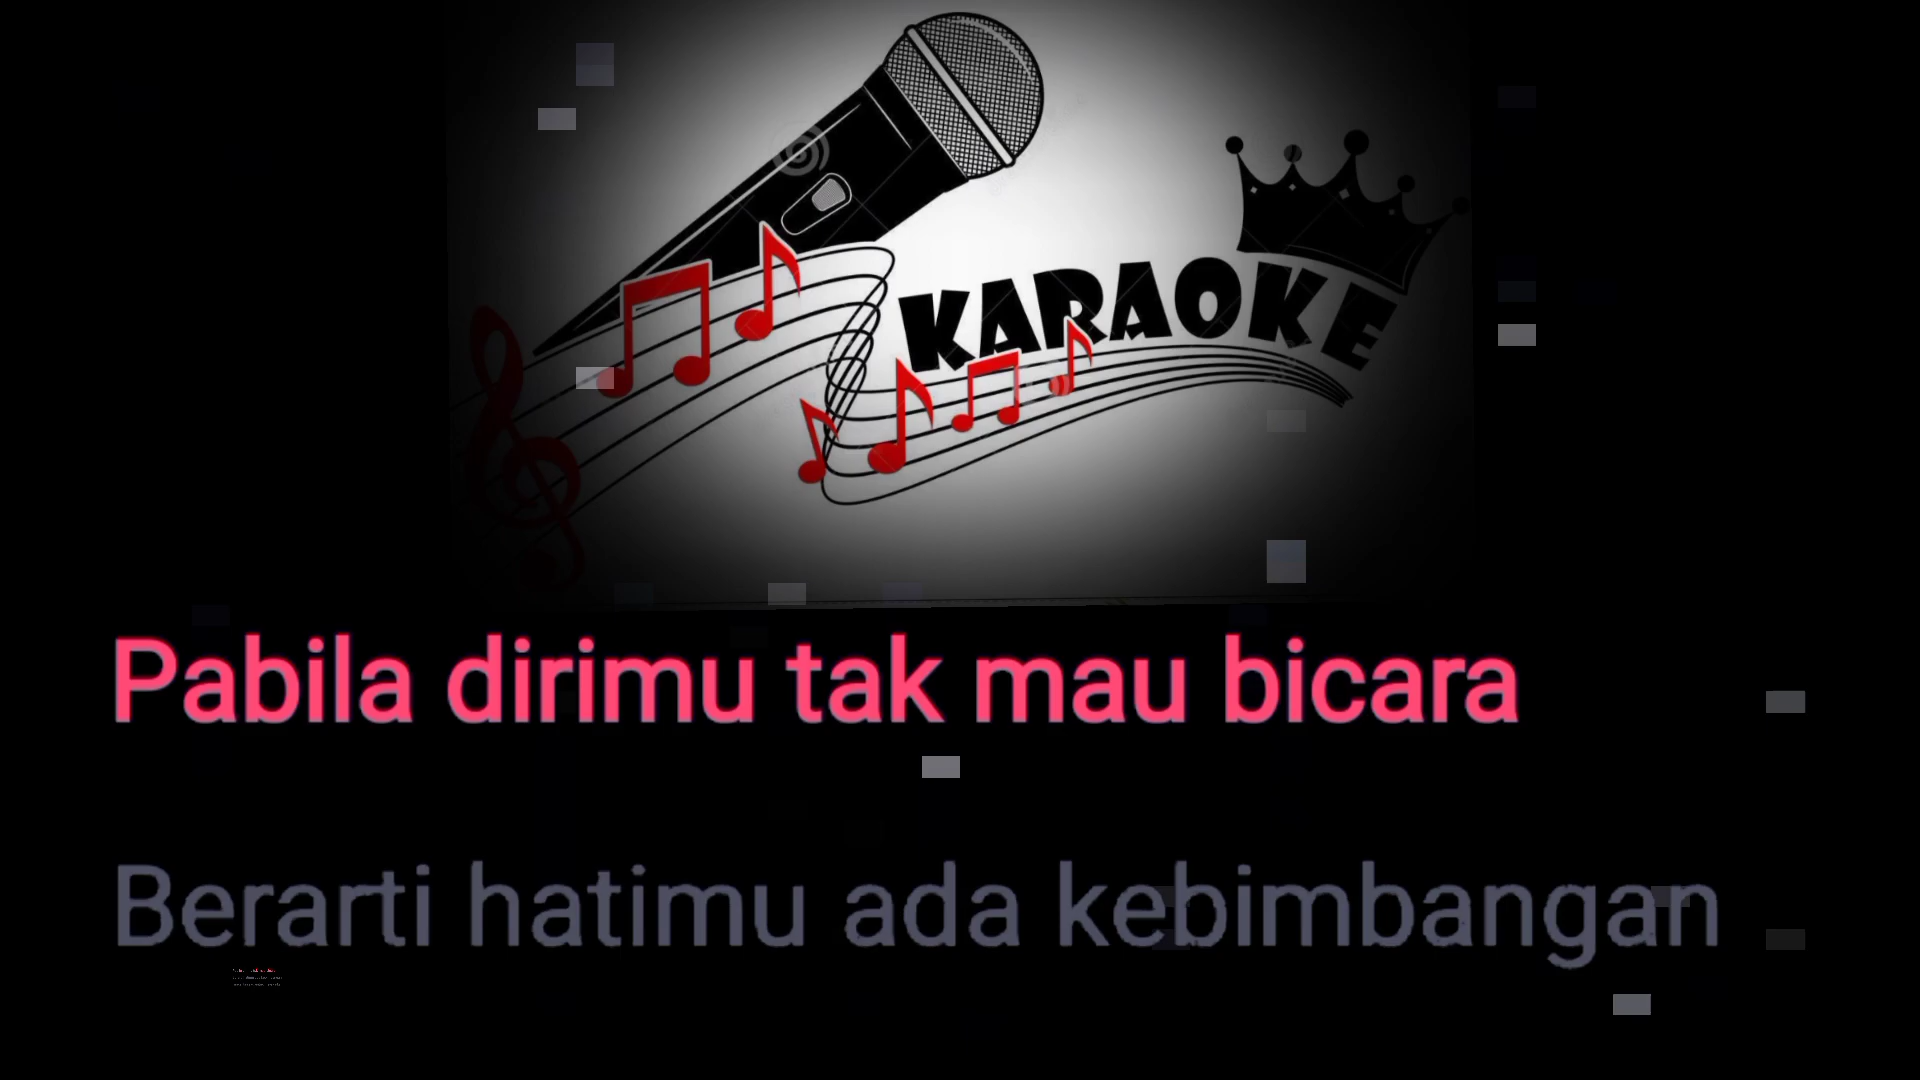 KARAOKE
Pabila dirimu tak mau bicara
Berarti hatimu ada kebimbangan